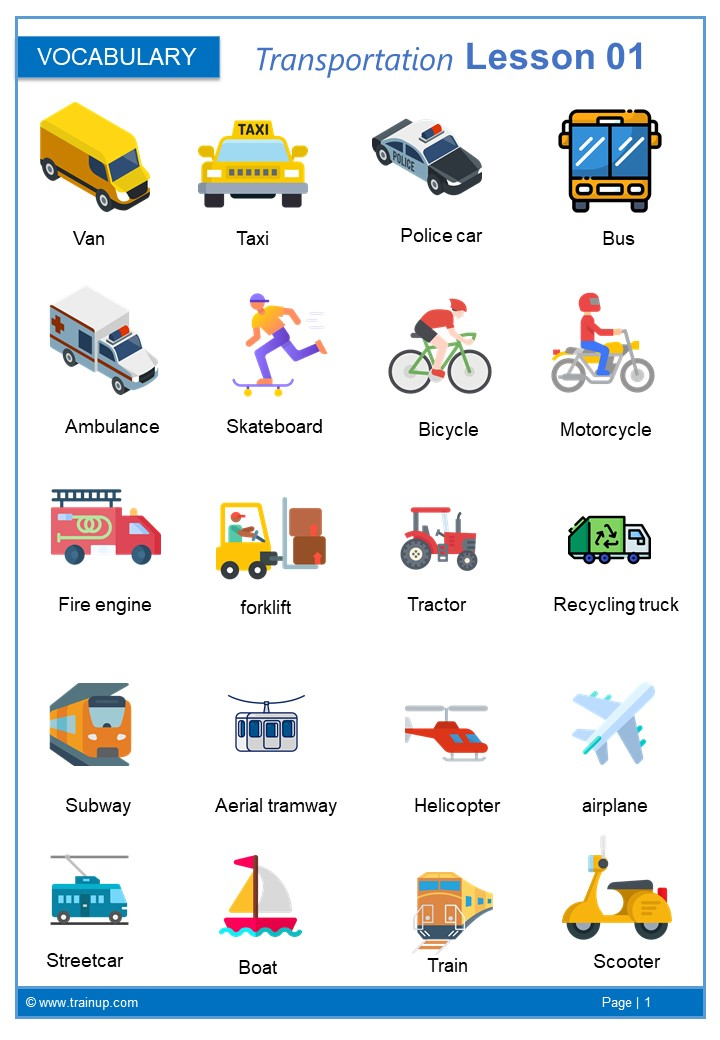 VOCABULARY
Transportation Lesson 01
TAXI
POLICE
Van
Taxi
Police car
Bus
Ambulance
Skateboard
Bicycle
Motorcycle
Fire engine
forklift
Tractor
Recycling truck
Subway
Aerial tramway
Helicopter
airplane
Streetcar
Boat
Train
Scooter
© www.trainup.com
Page | 1